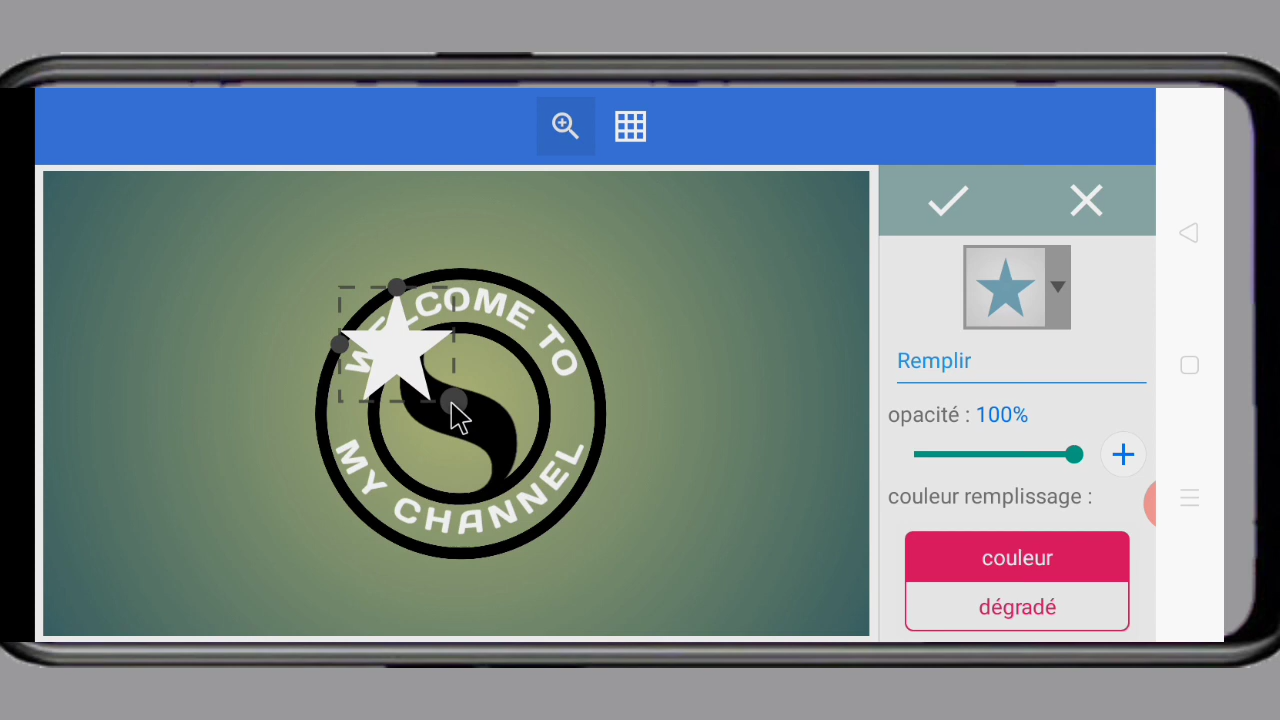 WELCOME TO
MY CHANNEL
Remplir
opacité : 100%
couleur remplissage :
couleur
dégradé